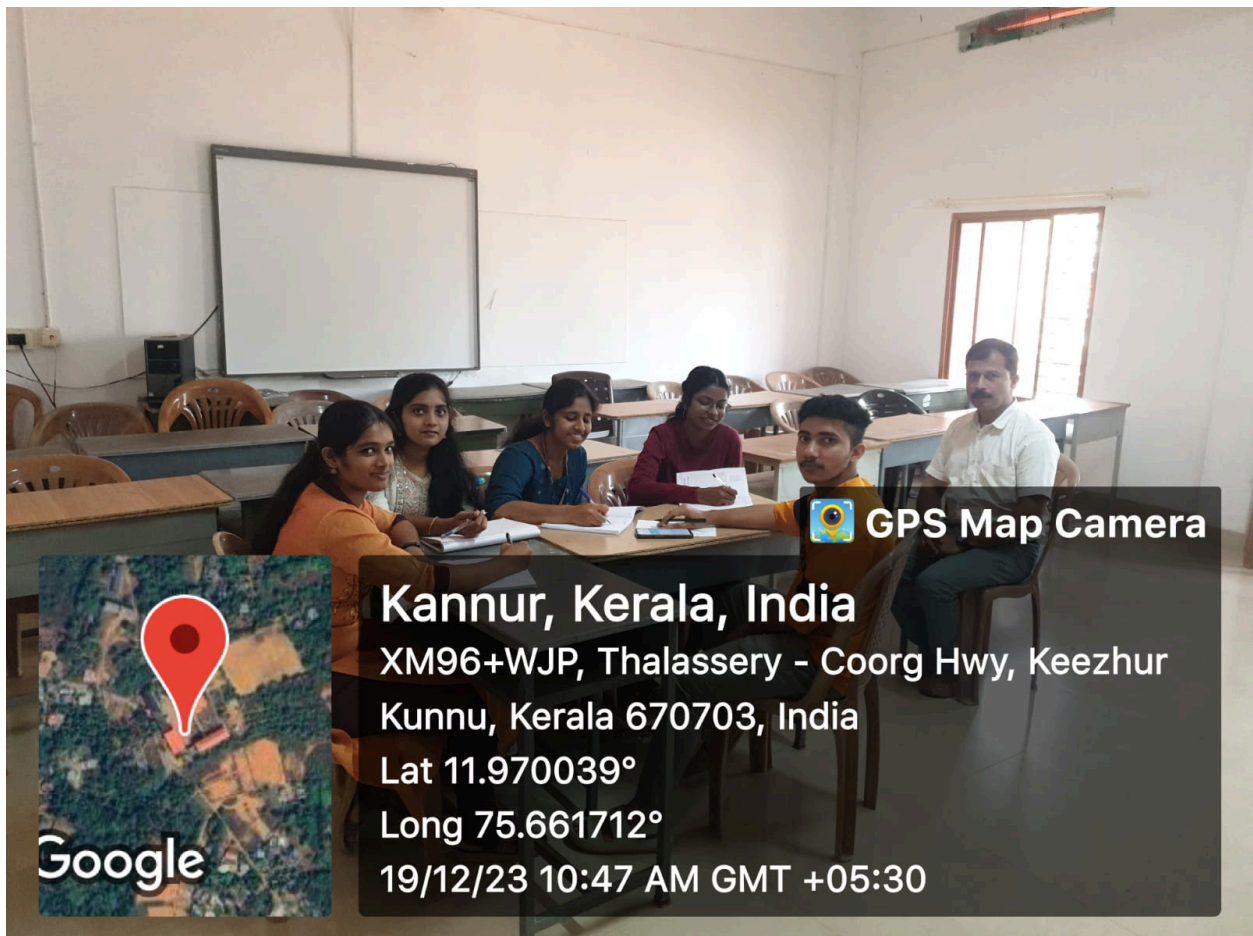 GPS Map Camera
Kannur, Kerala, India
XM96+WJP, Thalassery - Coorg Hwy, Keezhur
Kunnu, Kerala 670703, India
Lat 11.970039°
Long 75.661712°
19/12/23 10:47 AM GMT +05:30
Google